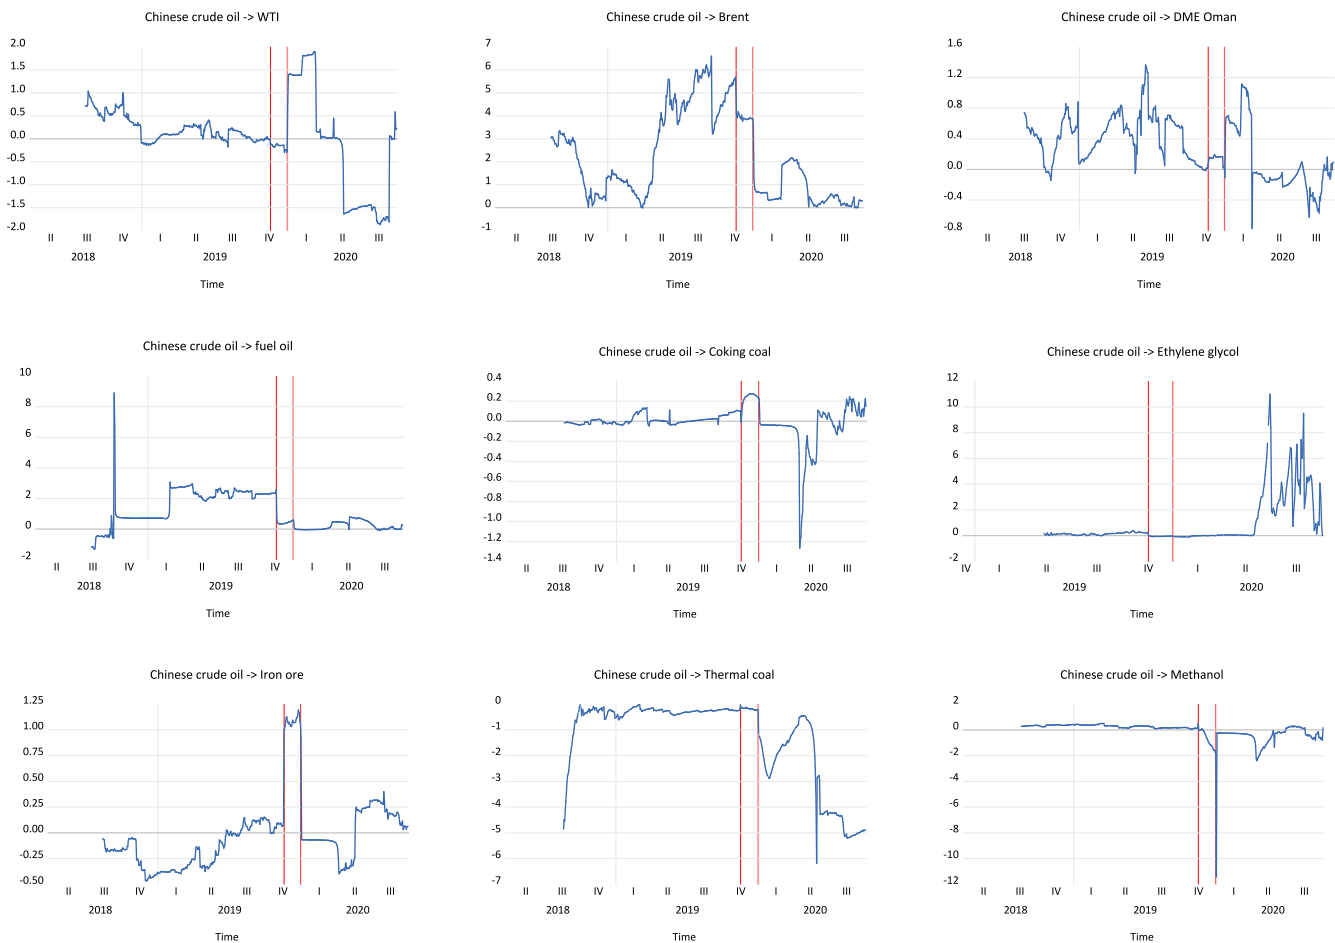 Chinese crude oil -> WTI
2.0
1.5
1.0
0.5
0.0
-0.5
-1.0
-1.5
-2.0
II III IV I II III IV I II III
2018 2019 2020
Time
Chinese crude oil -> Brent
7
6
5
4
3
2
1
0
-1
II III IV I II III IV I II III
2018 2019 2020
Time
Chinese crude oil -> DME Oman
1.6
1.2
0.8
0.4
0.0
-0.4
-0.8
II III IV I II III IV I II III
2018 2019 2020
Time
Chinese crude oil -> fuel oil
10
8
6
4
2
0
-2
II III IV I II III IV I II III
2018 2019 2020
Time
Chinese crude oil -> Coking coal
0.4
0.2
0.0
-0.2
-0.4
-0.6
-0.8
-1.0
-1.2
-1.4
II III IV I II III IV I II III
2018 2019 2020
Time
Chinese crude oil -> Ethylene glycol
12
10
8
6
4
2
0
-2
IV I II III IV I II III
2019 2020
Time
Chinese crude oil -> Iron ore
1.25
1.00
0.75
0.50
0.25
0.00
-0.25
-0.50
II III IV I II III IV I II III
2018 2019 2020
Time
Chinese crude oil -> Thermal coal
0
-1
-2
-3
-4
-5
-6
-7
II III IV I II III IV I II III
2018 2019 2020
Time
Chinese crude oil -> Methanol
2
0
-2
-4
-6
-8
-10
-12
II III IV I II III IV I II III
2018 2019 2020
Time